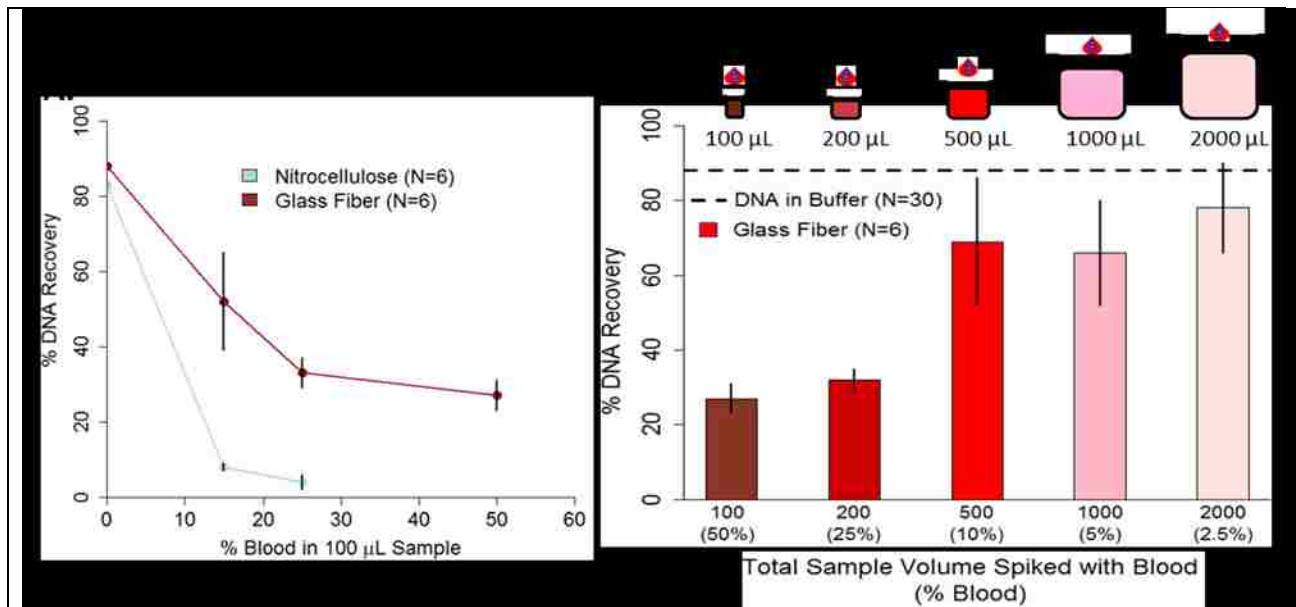 100
80
60
40
20
0
% DNA Recovery
Nitrocellulose (N=6)
Glass Fiber (N=6)
0 10 20 30 40 50 60
% Blood in 100 μL Sample
100 μL 200 μL 500 μL 1000 μL 2000 μL
100
80
60
40
20
0
% DNA Recovery
DNA in Buffer (N=30)
Glass Fiber (N=6)
100 200 500 1000 2000
(50%) (25%) (10%) (5%) (2.5%)
Total Sample Volume Spiked with Blood
(% Blood)